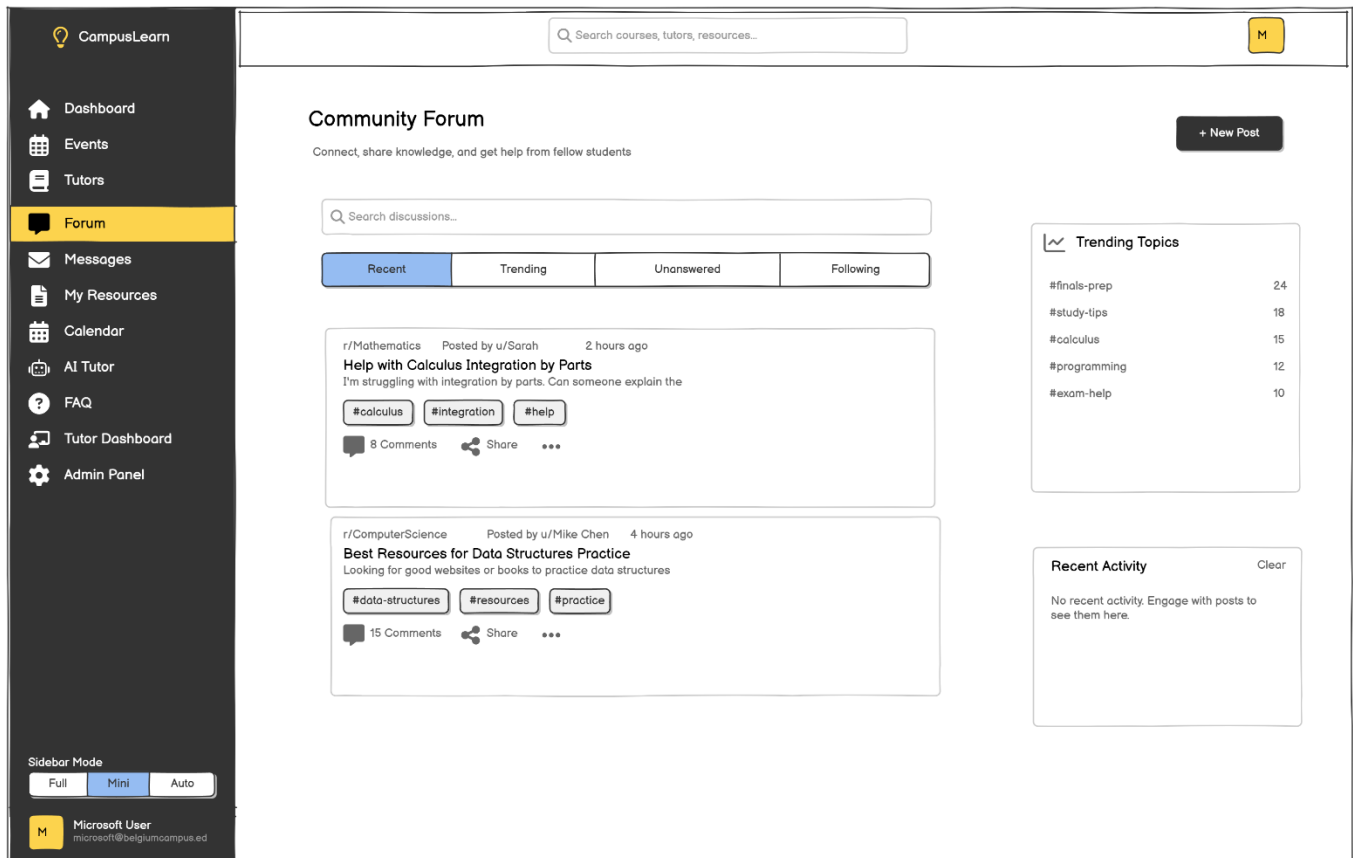 CampusLearn
Search courses, tutors, resources...
M
Dashboard
Events
Tutors
Forum
Messages
My Resources
Calendar
AI Tutor
FAQ
Tutor Dashboard
Admin Panel
Sidebar Mode
Full Mini Auto
M
Microsoft User
microsoft@belgiumcampus.ed
Community Forum
+ New Post
Connect, share knowledge, and get help from fellow students
Search discussions...
Recent Trending Unanswered Following
r/Mathematics Posted by u/Sarah 2 hours ago
Help with Calculus Integration by Parts
I'm struggling with integration by parts. Can someone explain the
#calculus #integration #help
8 Comments Share
r/ComputerScience Posted by u/Mike Chen 4 hours ago
Best Resources for Data Structures Practice
Looking for good websites or books to practice data structures
#data-structures #resources #practice
15 Comments Share
Trending Topics
#finals-prep 24
#study-tips 18
#calculus 15
#programming 12
#exam-help 10
Recent Activity Clear
No recent activity. Engage with posts to
see them here.